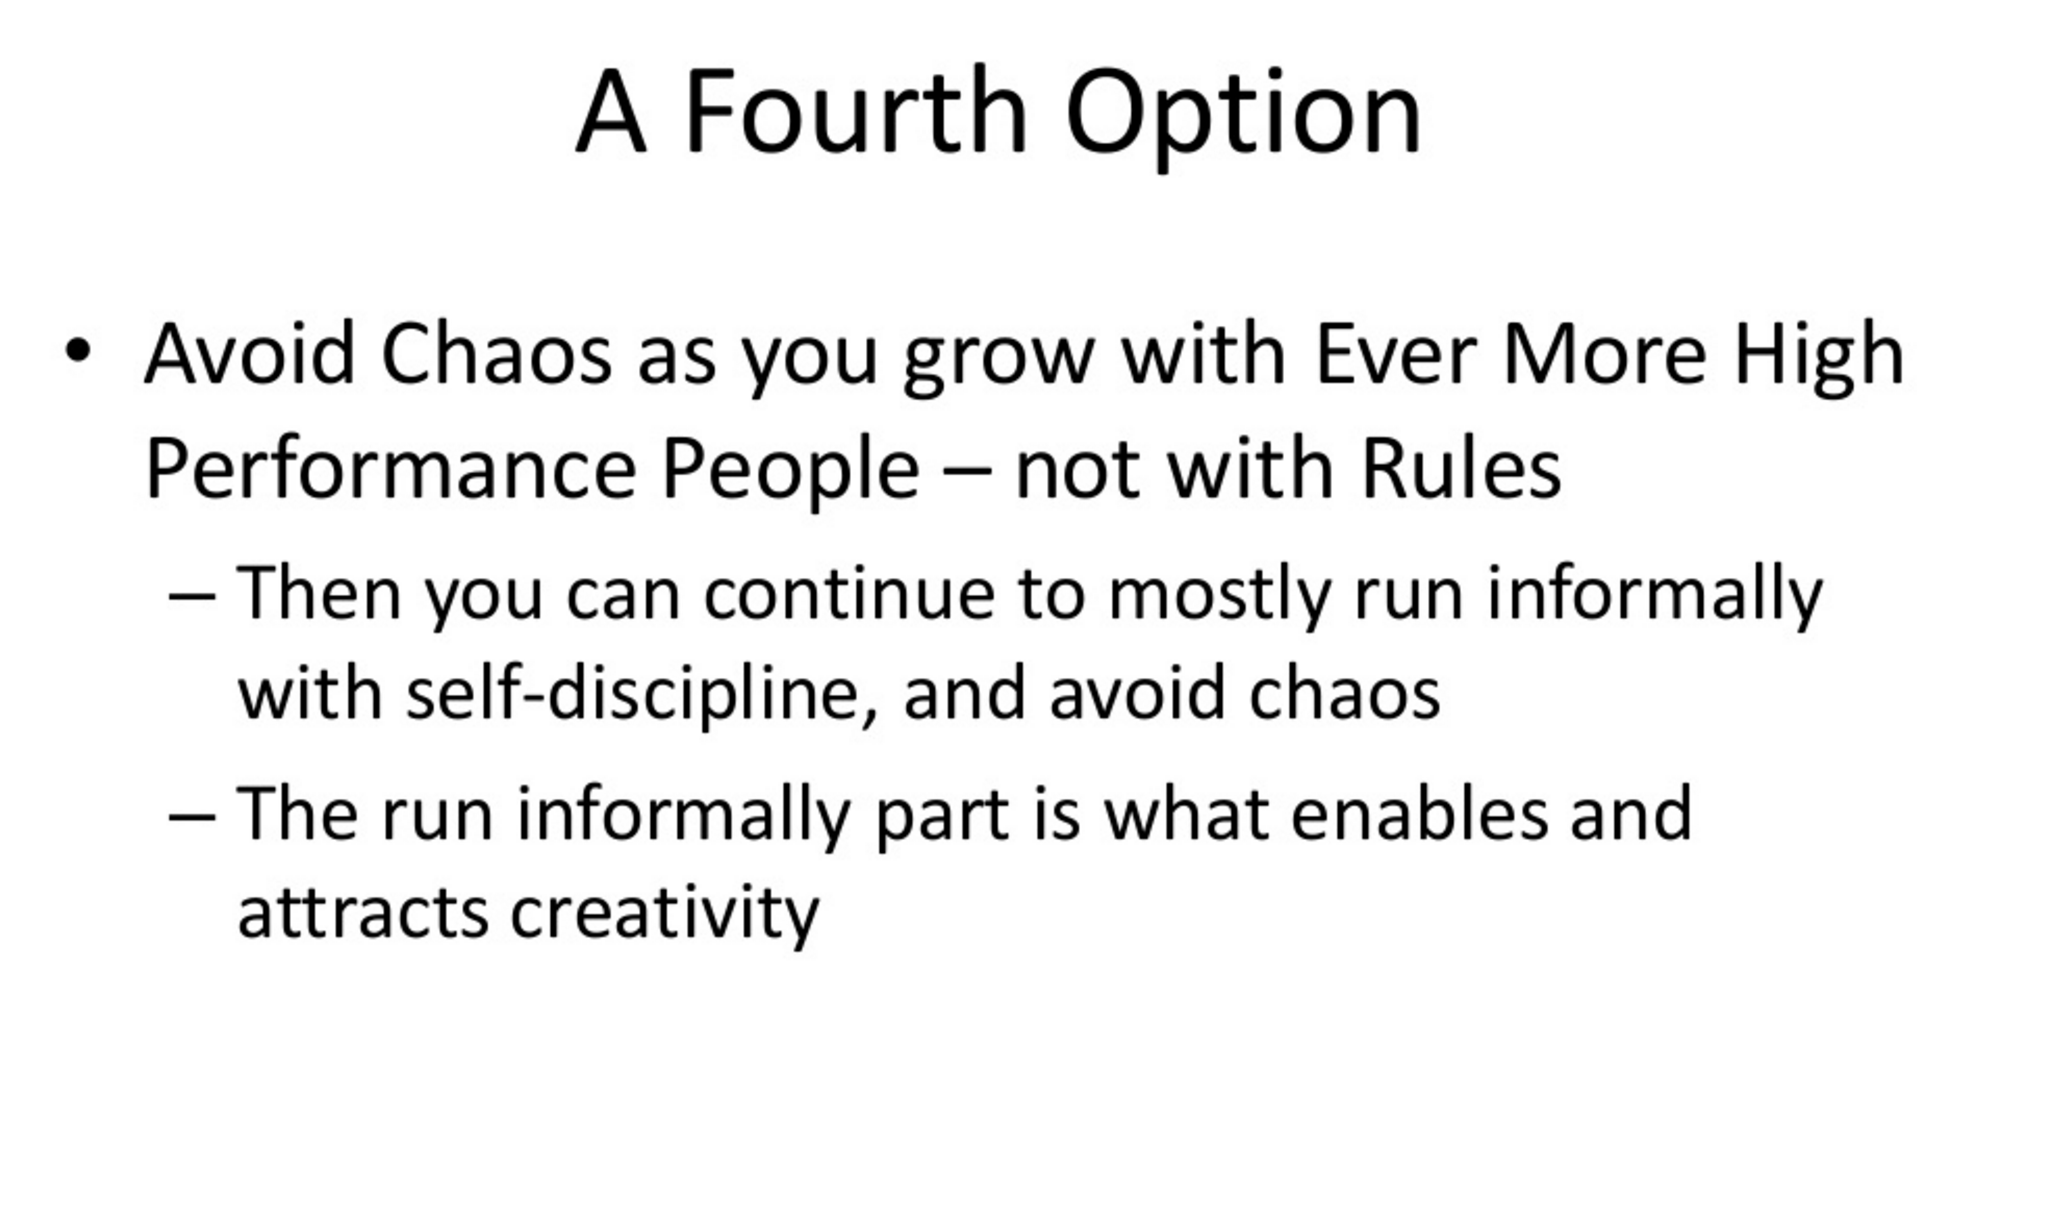 A Fourth Option
• Avoid Chaos as you grow with Ever More High
Performance People – not with Rules
– Then you can continue to mostly run informally
with self-discipline, and avoid chaos
– The run informally part is what enables and
attracts creativity